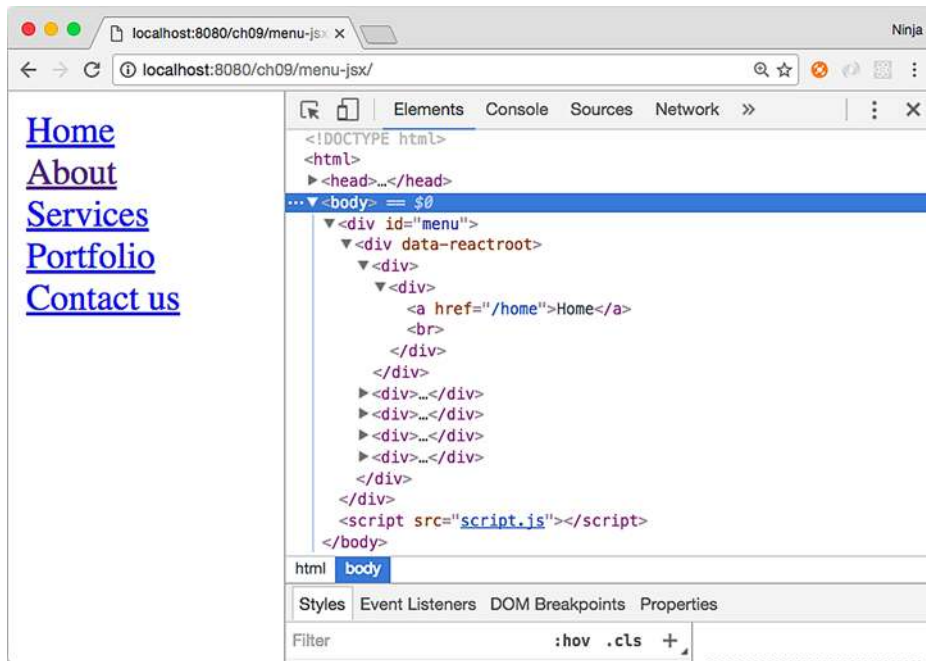 localhost:8080/ch09/menu-jsx
Ninja
localhost:8080/ch09/menu-jsx/
Home
About
Services
Portfolio
Contact us
Elements Console Sources Network »
<!DOCTYPE html>
<html>
▶<head>…</head>
…▼<body> == $0
▼<div id="menu">
▼<div data-reactroot>
▼<div>
▼<div>
<a href="/home">Home</a>
<br>
</div>
</div>
▶<div>…</div>
▶<div>…</div>
▶<div>…</div>
▶<div>…</div>
</div>
</div>
<script src="script.js"></script>
</body>
html body
Styles Event Listeners DOM Breakpoints Properties
Filter :hov .cls +